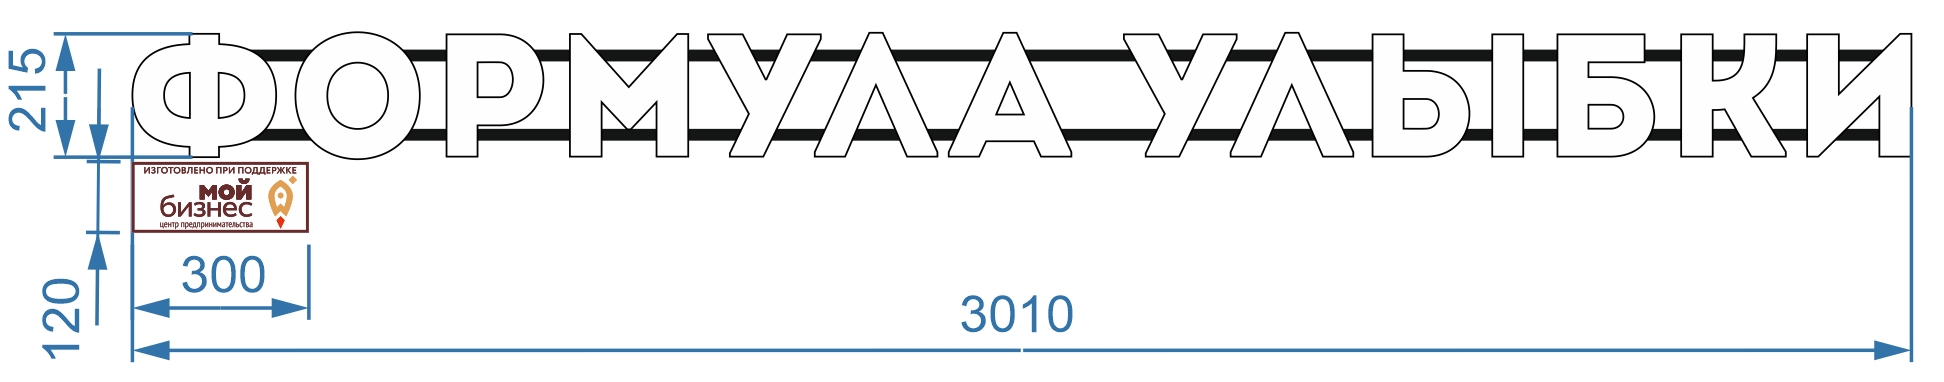 ФОРМУЛА УЛЫБКИ
215
ИЗГОТОВЛЕНО ПРИ ПОДДЕРЖКЕ
МОЙ
бизнес
центр предпринимательства
120
300
3010